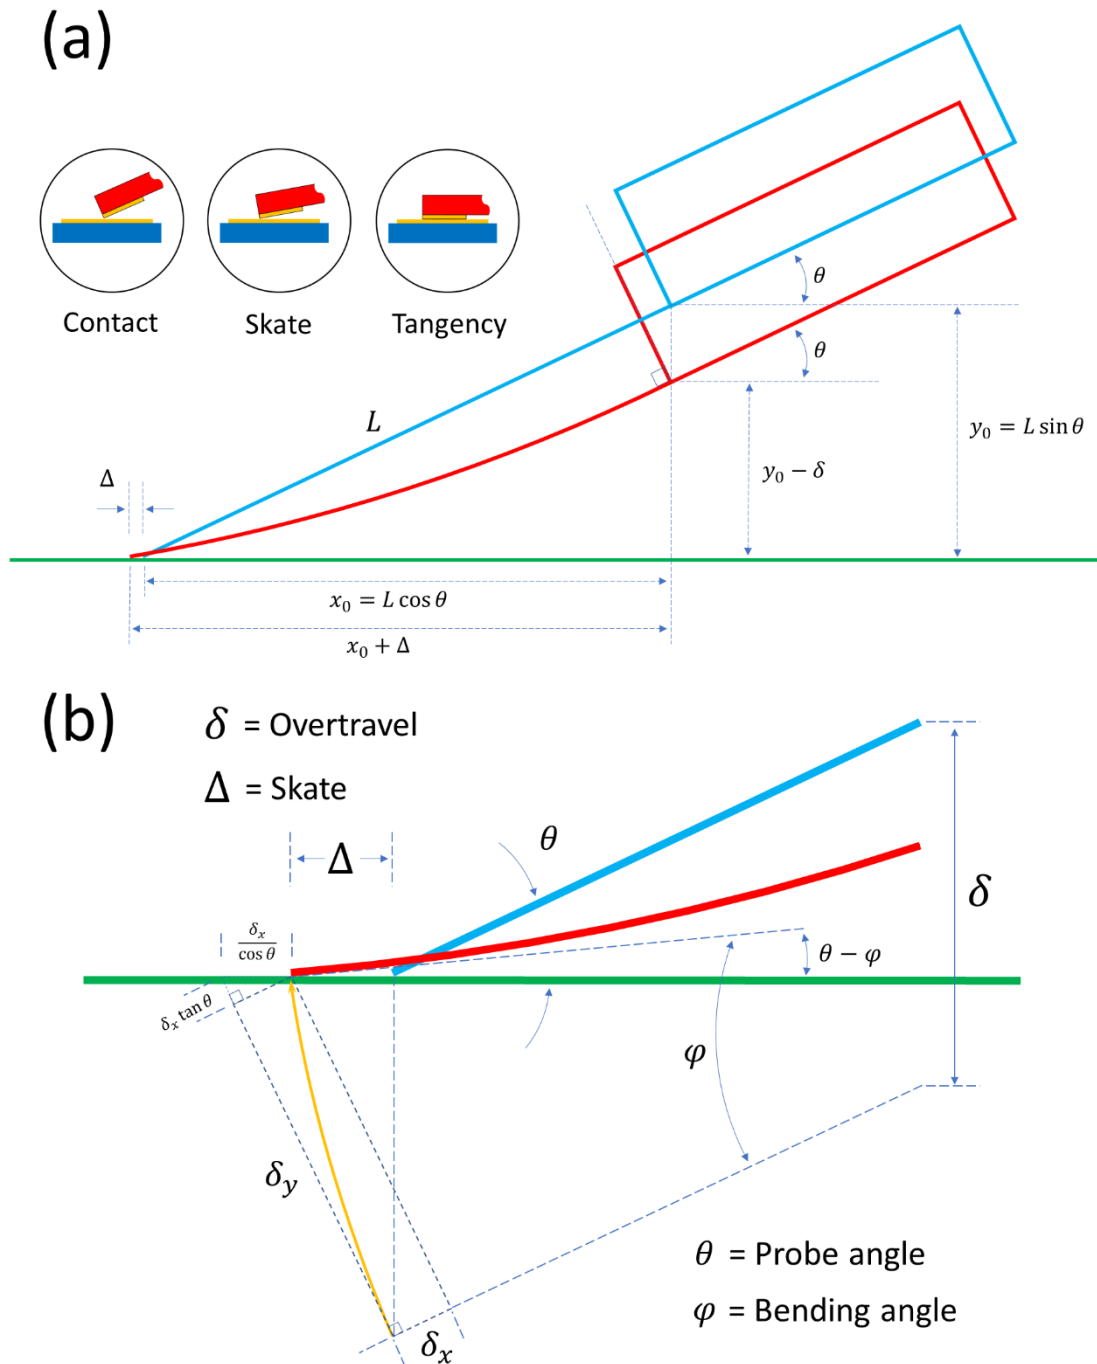 (a)
Contact
Skate
Tangency
θ
θ
L
y₀ = L sin θ
y₀ − δ
Δ
x₀ = L cos θ
x₀ + Δ
(b)
δ = Overtravel
Δ = Skate
θ
Δ
δ
δₓ/cos θ
θ − φ
δₓ tan θ
φ
δᵧ
δₓ
θ = Probe angle
φ = Bending angle